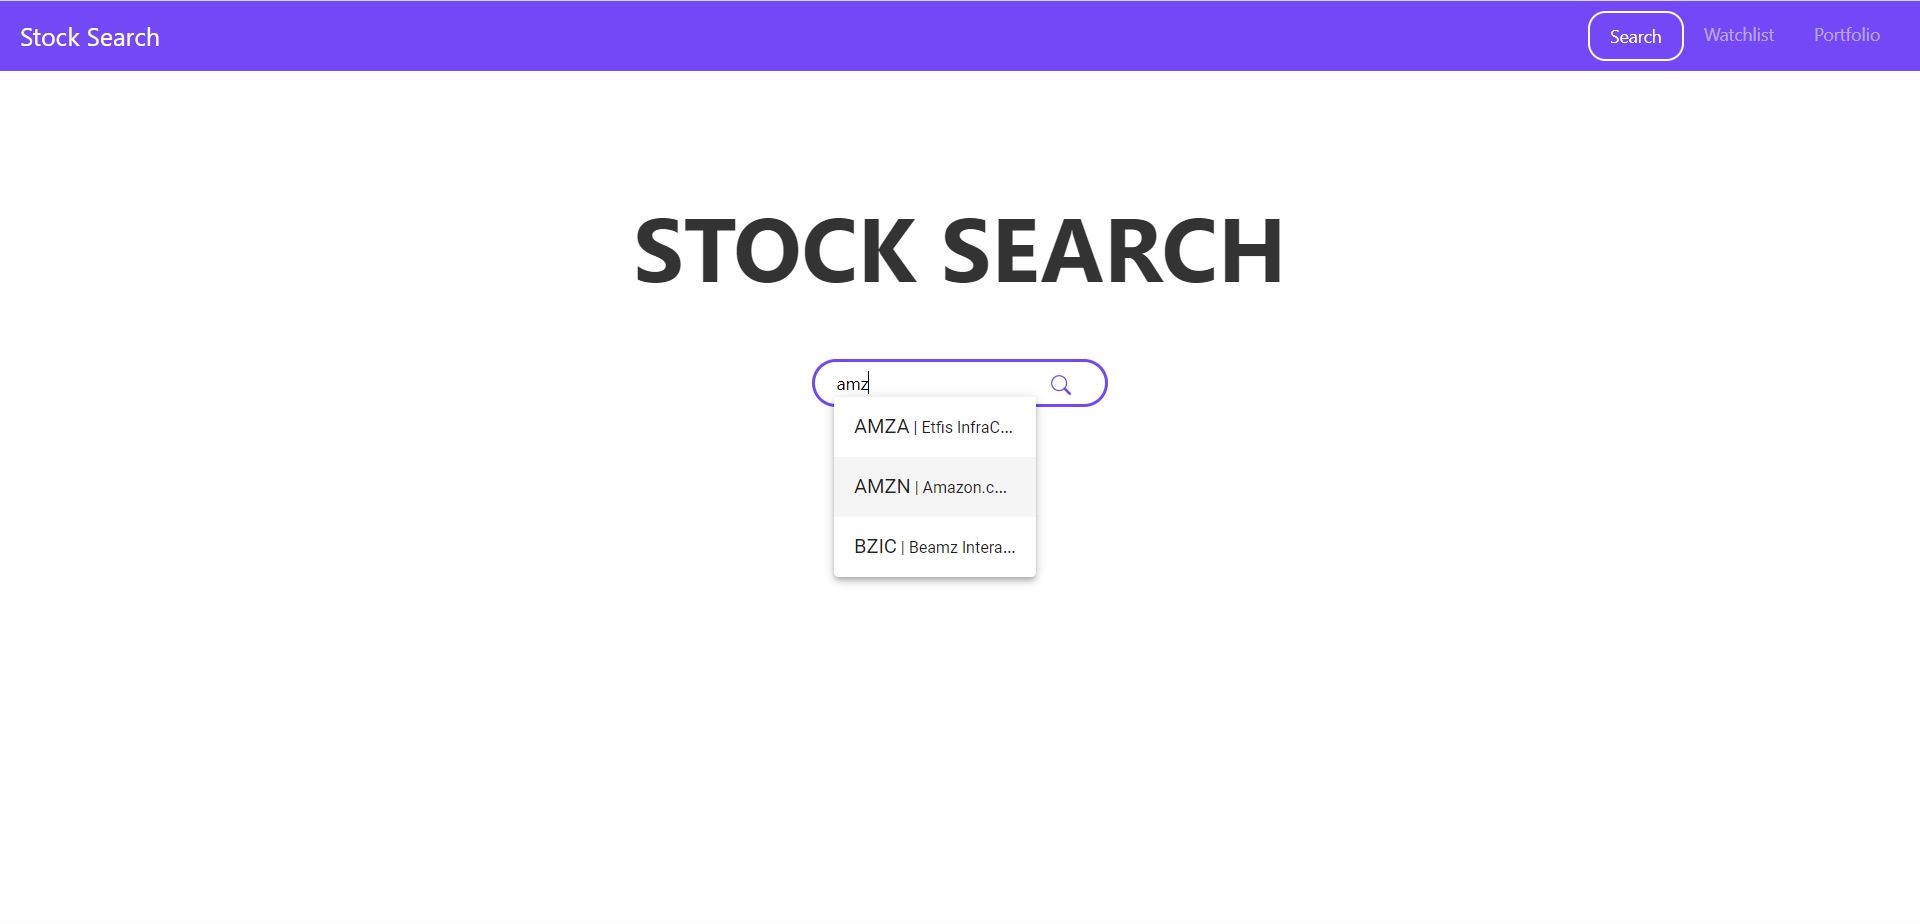 Stock Search
Search
Watchlist
Portfolio
STOCK SEARCH
amz
AMZA | Etfis InfraC...
AMZN | Amazon.c...
BZIC | Beamz Intera...